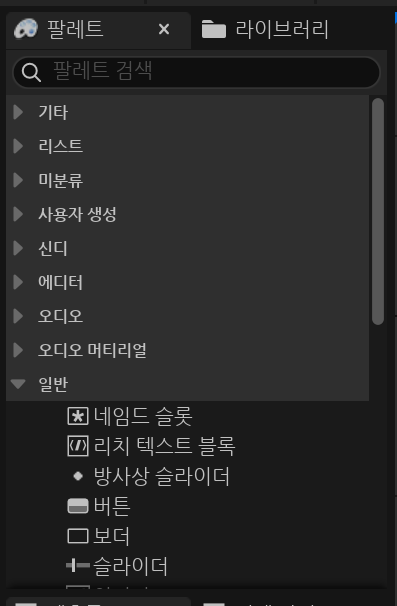 팔레트
라이브러리
팔레트 검색
기타
리스트
미분류
사용자 생성
신디
에디터
오디오
오디오 머티리얼
일반
네임드 슬롯
리치 텍스트 블록
방사상 슬라이더
버튼
보더
슬라이더